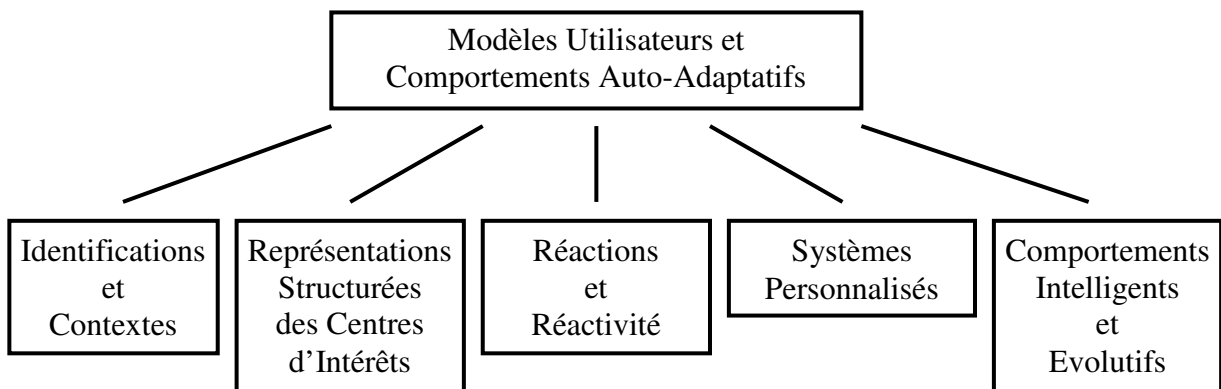 Modèles Utilisateurs et
Comportements Auto-Adaptatifs
Identifications
et
Contextes
Représentations
Structurées
des Centres
d'Intérêts
Réactions
et
Réactivité
Systèmes
Personnalisés
Comportements
Intelligents
et
Evolutifs